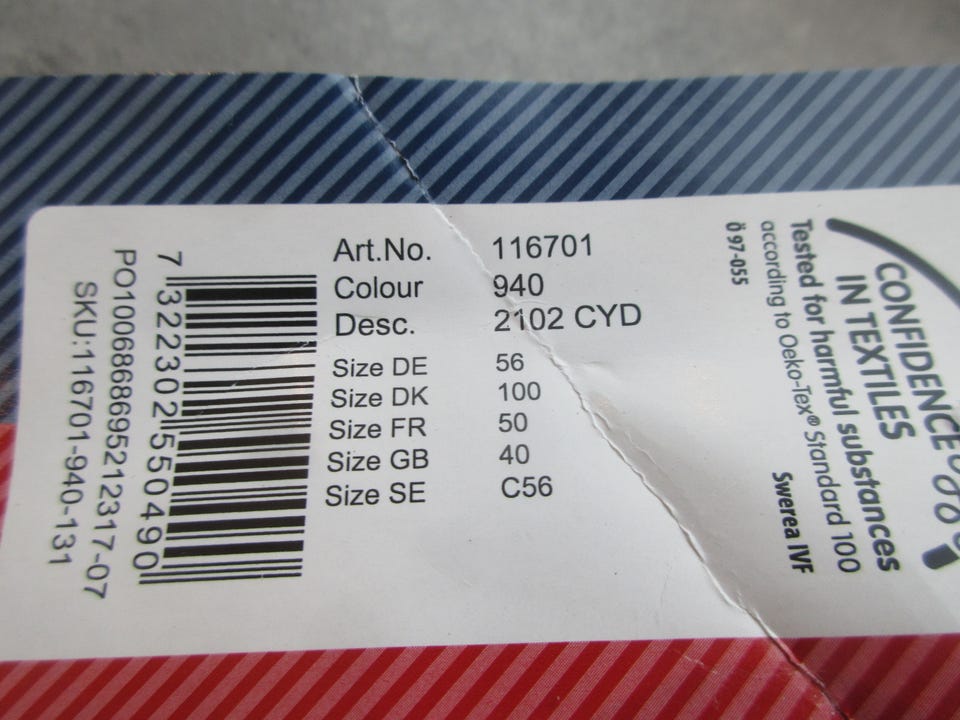 Art.No. 116701
Colour 940
Desc. 2102 CYD
Size DE 56
Size DK 100
Size FR 50
Size GB 40
Size SE C56
7 322302 550490
PO1006868695212317-07
SKU:116701-940-131
CONFIDENCE
IN TEXTILES
Tested for harmful substances
according to Oeko-Tex® Standard 100
ö 97-055 Swerea IVF